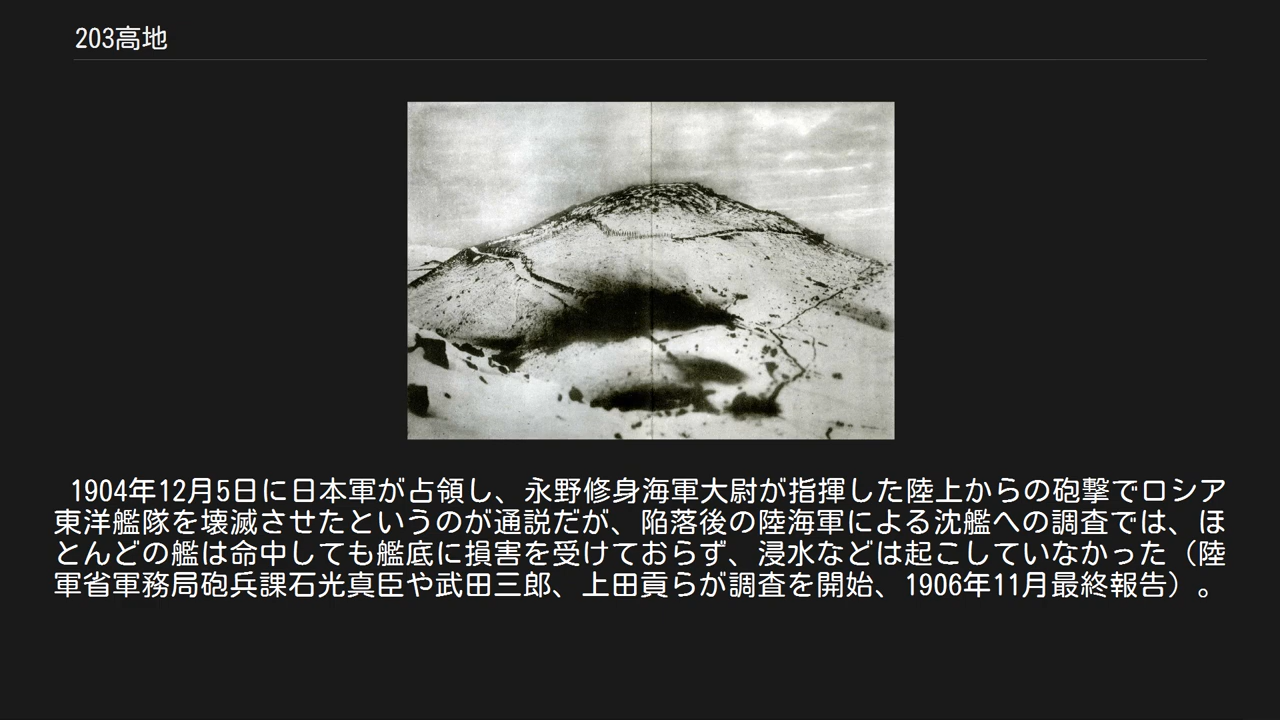 203高地
1904年12月5日に日本軍が占領し、永野修身海軍大尉が指揮した陸上からの砲撃でロシア
東洋艦隊を壊滅させたというのが通説だが、陥落後の陸海軍による沈艦への調査では、ほ
とんどの艦は命中しても艦底に損害を受けておらず、浸水などは起こしていなかった（陸
軍省軍務局砲兵課石光真臣や武田三郎、上田貢らが調査を開始、1906年11月最終報告）。